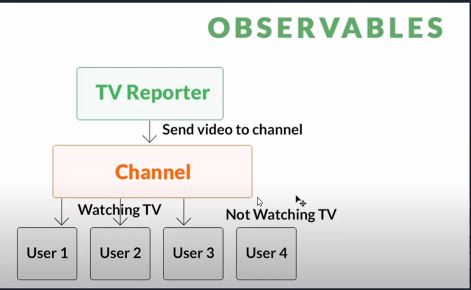 OBSERVABLES
TV Reporter
Send video to channel
Channel
Watching TV
Not Watching TV
User 1
User 2
User 3
User 4